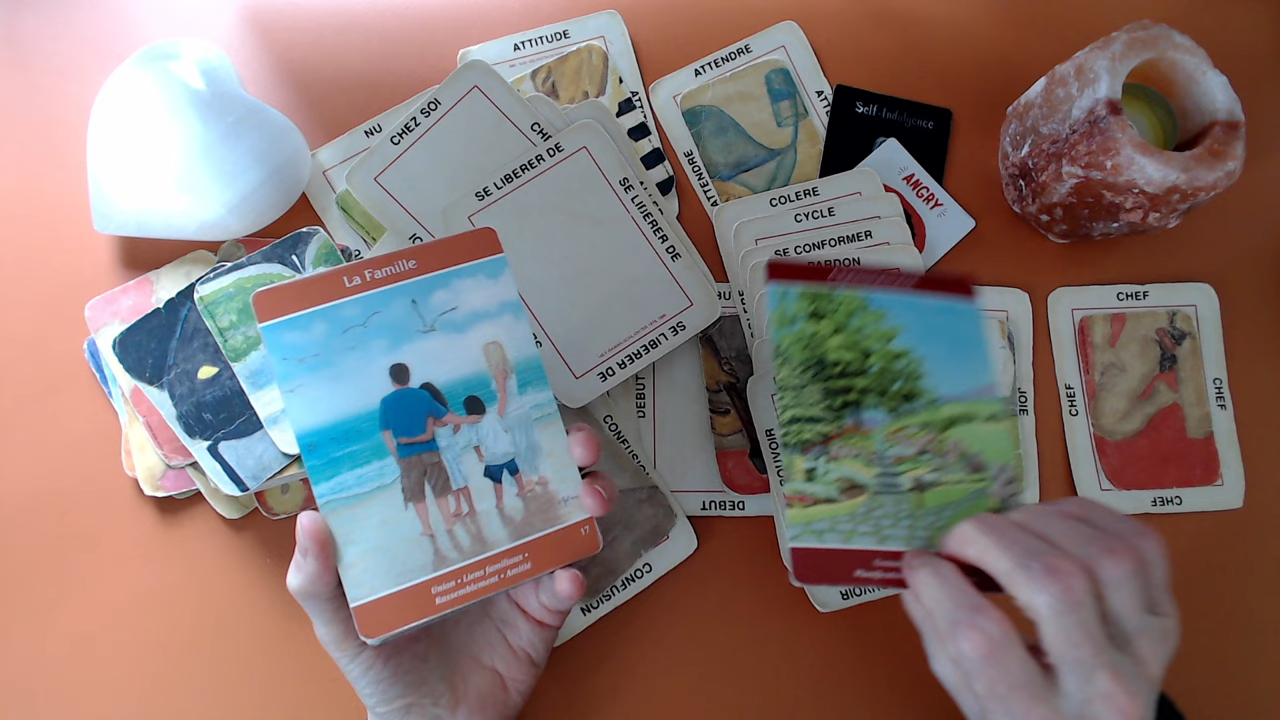 ATTITUDE
ATTENDRE
ATTENDRE
NU
CHEZ SOI
SE LIBERER DE
SE LIBERER DE
SE LIBERER DE
Self-Indulgence
ANGRY
COLERE
CYCLE
SE CONFORMER
PARDON
La Famille
17
Union • Liens familiaux •
Rassemblement • Amitié
DEBUT
DEBUT
CONFUSION
CONFUSION
JOIE
CHEF
CHEF
CHEF
CHEF